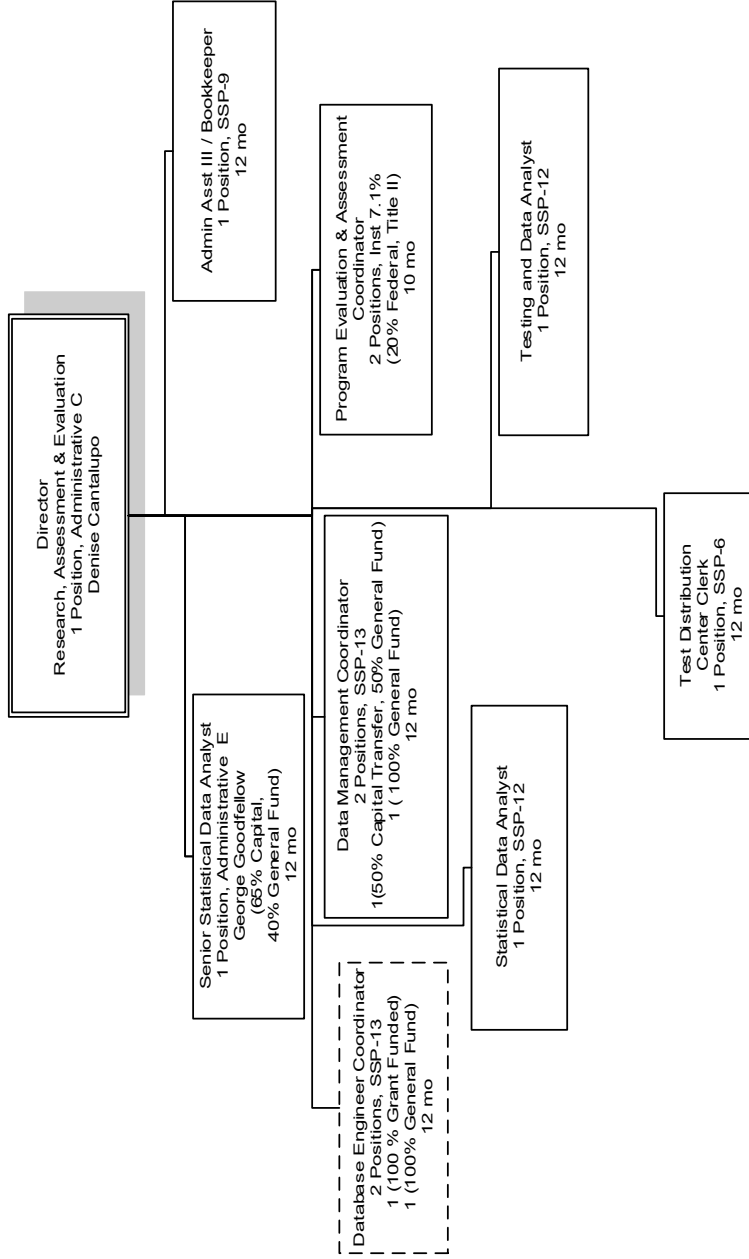 Director
Research, Assessment & Evaluation
1 Position, Administrative C
Denise Cantalupo
Admin Asst III / Bookkeeper
1 Position, SSP-9
12 mo
Senior Statistical Data Analyst
1 Position, Administrative E
George Goodfellow
(65% Capital,
40% General Fund)
12 mo
Database Engineer Coordinator
2 Positions, SSP-13
1 (100 % Grant Funded)
1 (100% General Fund)
12 mo
Data Management Coordinator
2 Positions, SSP-13
1(50% Capital Transfer, 50% General Fund)
1 ( 100% General Fund)
12 mo
Program Evaluation & Assessment
Coordinator
2 Positions, Inst 7.1%
(20% Federal, Title II)
10 mo
Statistical Data Analyst
1 Position, SSP-12
12 mo
Testing and Data Analyst
1 Position, SSP-12
12 mo
Test Distribution
Center Clerk
1 Position, SSP-6
12 mo